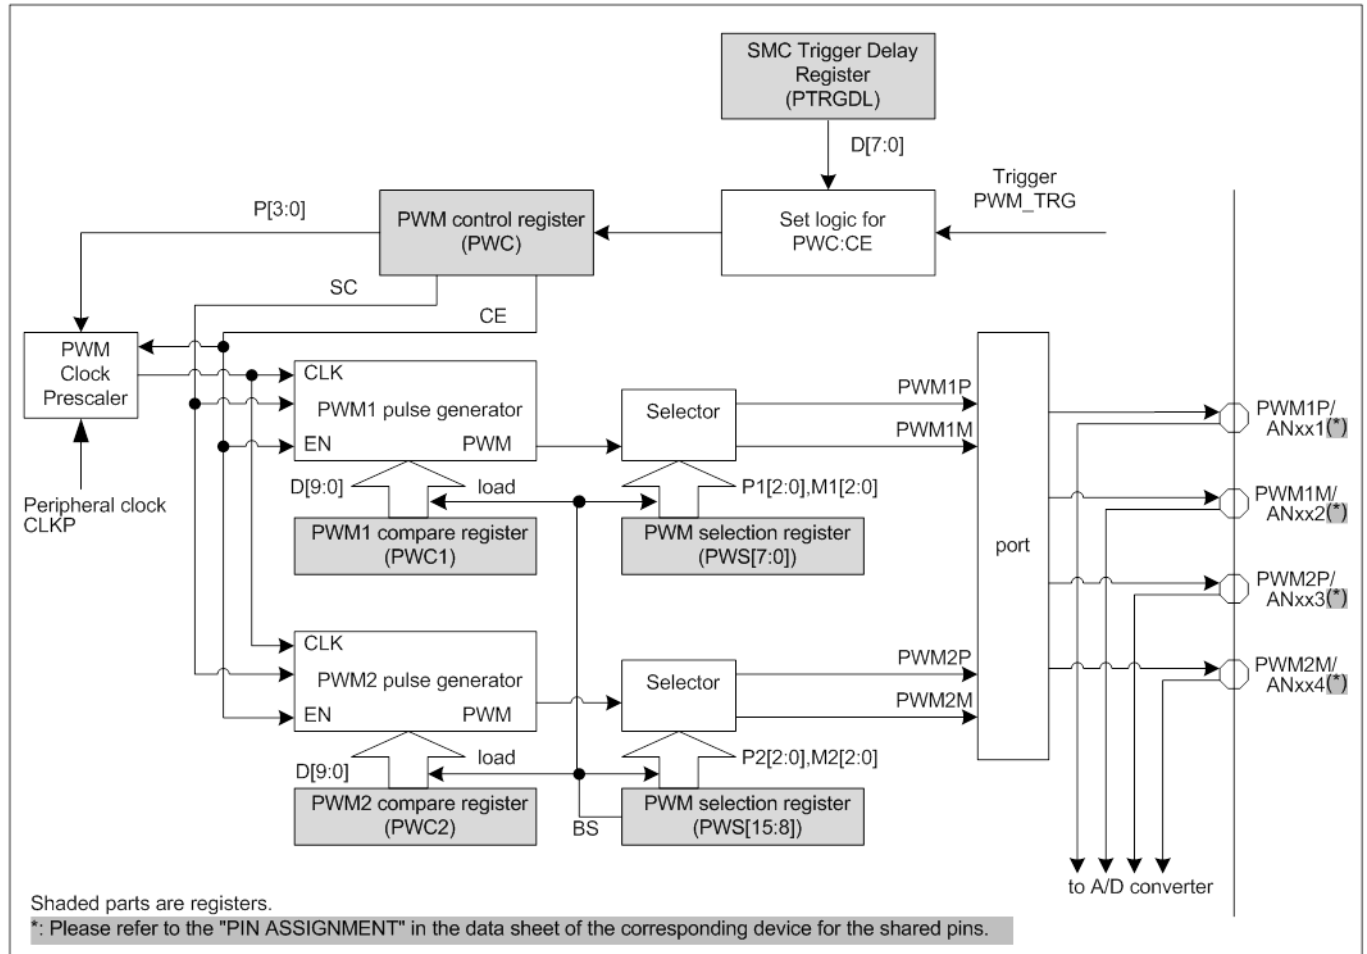 SMC Trigger Delay
Register
(PTRGDL)
D[7:0]
Trigger
PWM_TRG
P[3:0]
PWM control register
(PWC)
Set logic for
PWC:CE
SC
CE
PWM
Clock
Prescaler
CLK
PWM1 pulse generator
EN
PWM
Selector
PWM1P
PWM1M
PWM1P/
ANxx1(*)
Peripheral clock
CLKP
D[9:0]
load
P1[2:0],M1[2:0]
PWM1M/
ANxx2(*)
PWM1 compare register
(PWC1)
PWM selection register
(PWS[7:0])
port
PWM2P/
ANxx3(*)
CLK
PWM2 pulse generator
EN
PWM
Selector
PWM2P
PWM2M
PWM2M/
ANxx4(*)
D[9:0]
load
P2[2:0],M2[2:0]
PWM2 compare register
(PWC2)
BS
PWM selection register
(PWS[15:8])
to A/D converter
Shaded parts are registers.
*: Please refer to the "PIN ASSIGNMENT" in the data sheet of the corresponding device for the shared pins.